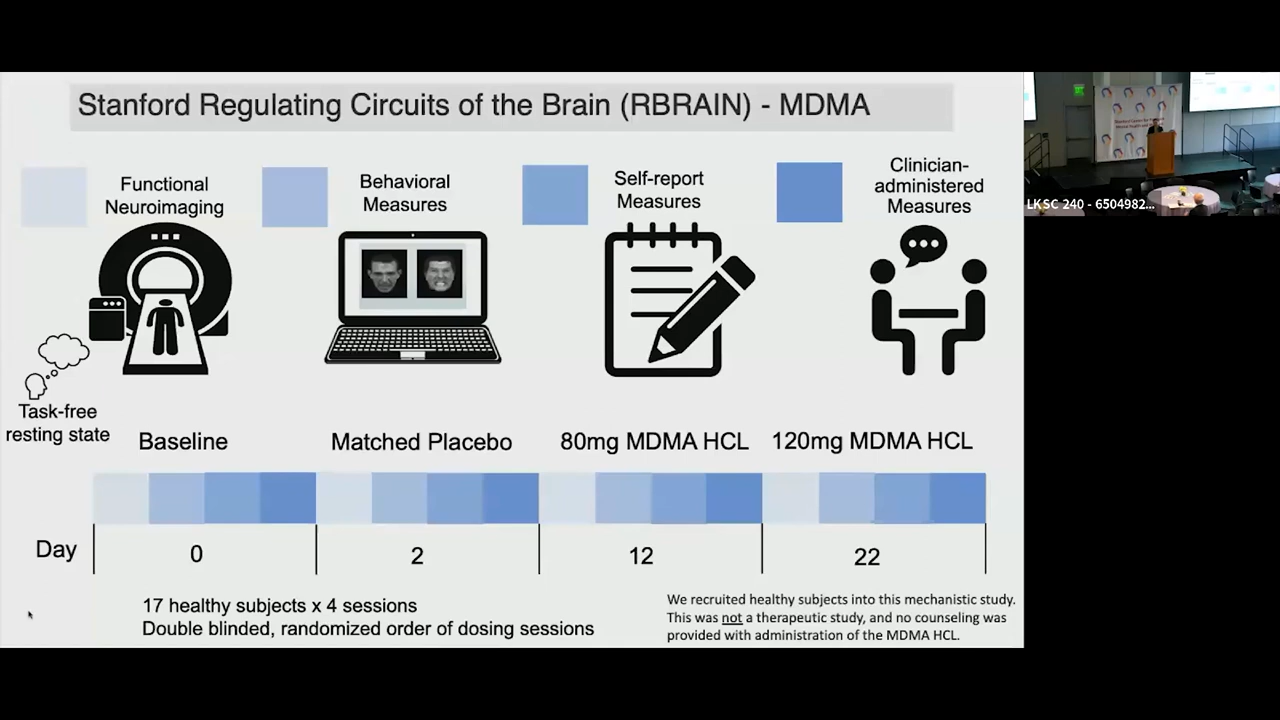 Stanford Regulating Circuits of the Brain (RBRAIN) - MDMA
Functional
Neuroimaging
Behavioral
Measures
Self-report
Measures
Clinician-
administered
Measures
Task-free
resting state
Baseline
Matched Placebo
80mg MDMA HCL
120mg MDMA HCL
Day
0
2
12
22
17 healthy subjects x 4 sessions
Double blinded, randomized order of dosing sessions
We recruited healthy subjects into this mechanistic study.
This was not a therapeutic study, and no counseling was
provided with administration of the MDMA HCL.
LKSC 240 - 6504982...